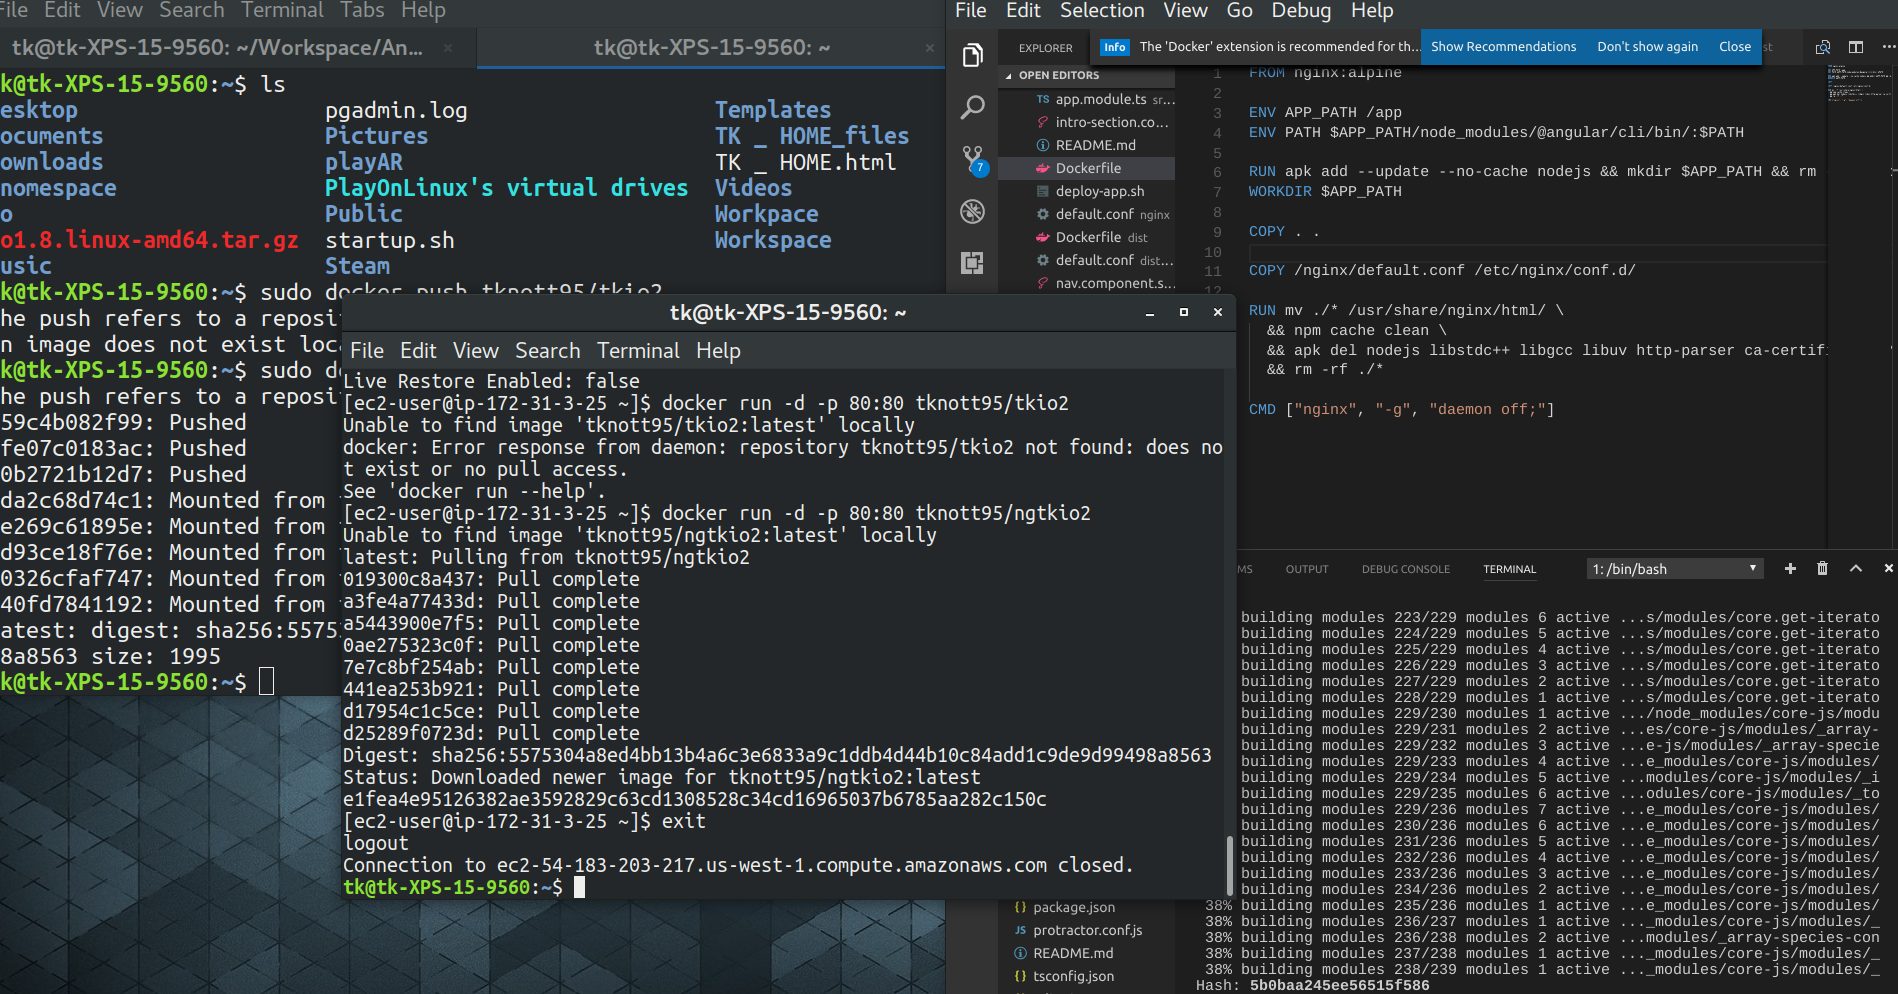 File Edit View Search Terminal Tabs Help
tk@tk-XPS-15-9560: ~/Workspace/An... ×
tk@tk-XPS-15-9560: ~ ×
k@tk-XPS-15-9560:~$ ls
esktop pgadmin.log Templates
ocuments Pictures TK _ HOME_files
ownloads playAR TK _ HOME.html
nomespace PlayOnLinux's virtual drives Videos
o Public Workpace
o1.8.linux-amd64.tar.gz startup.sh Workspace
usic Steam
k@tk-XPS-15-9560:~$ sudo docker push tknott95/tkio2
he push refers to a reposi
n image does not exist loca
k@tk-XPS-15-9560:~$ sudo d
he push refers to a reposi
59c4b082f99: Pushed
fe07c0183ac: Pushed
0b2721b12d7: Pushed
da2c68d74c1: Mounted from
e269c61895e: Mounted from
d93ce18f76e: Mounted from
0326cfaf747: Mounted from
40fd7841192: Mounted from
atest: digest: sha256:5575
8a8563 size: 1995
k@tk-XPS-15-9560:~$
tk@tk-XPS-15-9560: ~
File Edit View Search Terminal Help
Live Restore Enabled: false
[ec2-user@ip-172-31-3-25 ~]$ docker run -d -p 80:80 tknott95/tkio2
Unable to find image 'tknott95/tkio2:latest' locally
docker: Error response from daemon: repository tknott95/tkio2 not found: does no
t exist or no pull access.
See 'docker run --help'.
[ec2-user@ip-172-31-3-25 ~]$ docker run -d -p 80:80 tknott95/ngtkio2
Unable to find image 'tknott95/ngtkio2:latest' locally
latest: Pulling from tknott95/ngtkio2
019300c8a437: Pull complete
a3fe4a77433d: Pull complete
a5443900e7f5: Pull complete
0ae275323c0f: Pull complete
7e7c8bf254ab: Pull complete
441ea253b921: Pull complete
d17954c1c5ce: Pull complete
d25289f0723d: Pull complete
Digest: sha256:5575304a8ed4bb13b4a6c3e6833a9c1ddb4d44b10c84add1c9de9d99498a8563
Status: Downloaded newer image for tknott95/ngtkio2:latest
e1fea4e95126382ae3592829c63cd1308528c34cd16965037b6785aa282c150c
[ec2-user@ip-172-31-3-25 ~]$ exit
logout
Connection to ec2-54-183-203-217.us-west-1.compute.amazonaws.com closed.
tk@tk-XPS-15-9560:~$
File Edit Selection View Go Debug Help
EXPLORER
Info The 'Docker' extension is recommended for th... Show Recommendations Don't show again Close
st
OPEN EDITORS
TS app.module.ts sr...
intro-section.co...
README.md
Dockerfile
deploy-app.sh
default.conf nginx
Dockerfile dist
default.conf dist...
nav.component.s...
7
1 FROM nginx:alpine
2
3 ENV APP_PATH /app
4 ENV PATH $APP_PATH/node_modules/@angular/cli/bin/:$PATH
5
6 RUN apk add --update --no-cache nodejs && mkdir $APP_PATH && rm
7 WORKDIR $APP_PATH
8
9 COPY . .
10
11 COPY /nginx/default.conf /etc/nginx/conf.d/
12
RUN mv ./* /usr/share/nginx/html/ \
&& npm cache clean \
&& apk del nodejs libstdc++ libgcc libuv http-parser ca-certif
&& rm -rf ./*
CMD ["nginx", "-g", "daemon off;"]
MS OUTPUT DEBUG CONSOLE TERMINAL 1: /bin/bash
building modules 223/229 modules 6 active ...s/modules/core.get-iterato
building modules 224/229 modules 5 active ...s/modules/core.get-iterato
building modules 225/229 modules 4 active ...s/modules/core.get-iterato
building modules 226/229 modules 3 active ...s/modules/core.get-iterato
building modules 227/229 modules 2 active ...s/modules/core.get-iterato
building modules 228/229 modules 1 active ...s/modules/core.get-iterato
building modules 229/230 modules 1 active .../node_modules/core-js/modu
building modules 229/231 modules 2 active ...es/core-js/modules/_array-
building modules 229/232 modules 3 active ...e-js/modules/_array-specie
building modules 229/233 modules 4 active ...e_modules/core-js/modules/
building modules 229/234 modules 5 active ...modules/core-js/modules/_i
building modules 229/235 modules 6 active ...odules/core-js/modules/_to
building modules 229/236 modules 7 active ...e_modules/core-js/modules/
building modules 230/236 modules 6 active ...e_modules/core-js/modules/
building modules 231/236 modules 5 active ...e_modules/core-js/modules/
building modules 232/236 modules 4 active ...e_modules/core-js/modules/
building modules 233/236 modules 3 active ...e_modules/core-js/modules/
building modules 234/236 modules 2 active ...e_modules/core-js/modules/
38% building modules 235/236 modules 1 active ...e_modules/core-js/modules/
38% building modules 236/237 modules 1 active ..._modules/core-js/modules/_
38% building modules 236/238 modules 2 active ...modules/_array-species-con
38% building modules 237/238 modules 1 active ..._modules/core-js/modules/_
38% building modules 238/239 modules 1 active ..._modules/core-js/modules/_
Hash: 5b0baa245ee56515f586
{} package.json
JS protractor.conf.js
README.md
{} tsconfig.json